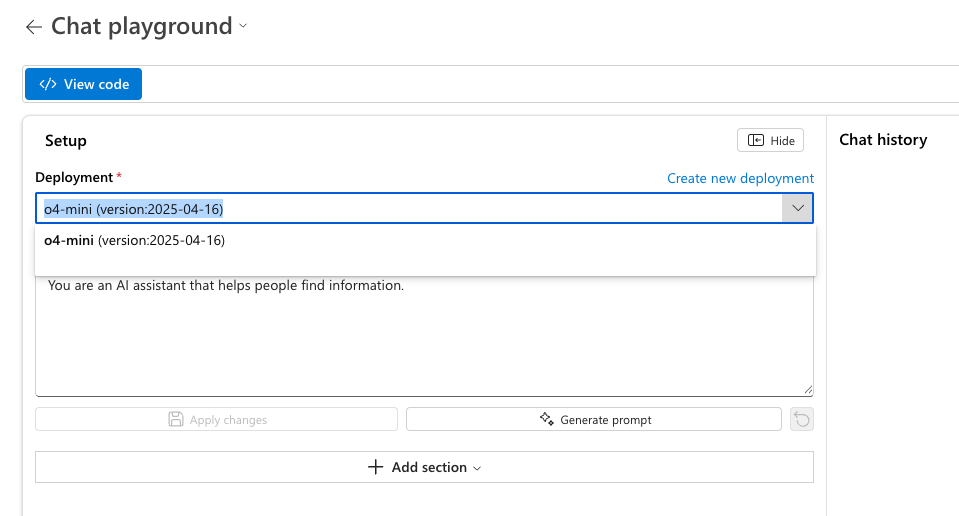 Chat playground
View code
Setup
Hide
Chat history
Deployment *
Create new deployment
o4-mini (version:2025-04-16)
o4-mini (version:2025-04-16)
You are an AI assistant that helps people find information.
Apply changes
Generate prompt
Add section